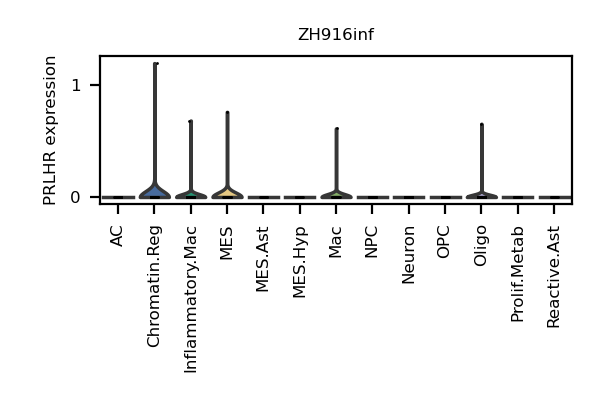 ZH916inf
PRLHR expression
1
0
AC
Chromatin.Reg
Inflammatory.Mac
MES
MES.Ast
MES.Hyp
Mac
NPC
Neuron
OPC
Oligo
Prolif.Metab
Reactive.Ast